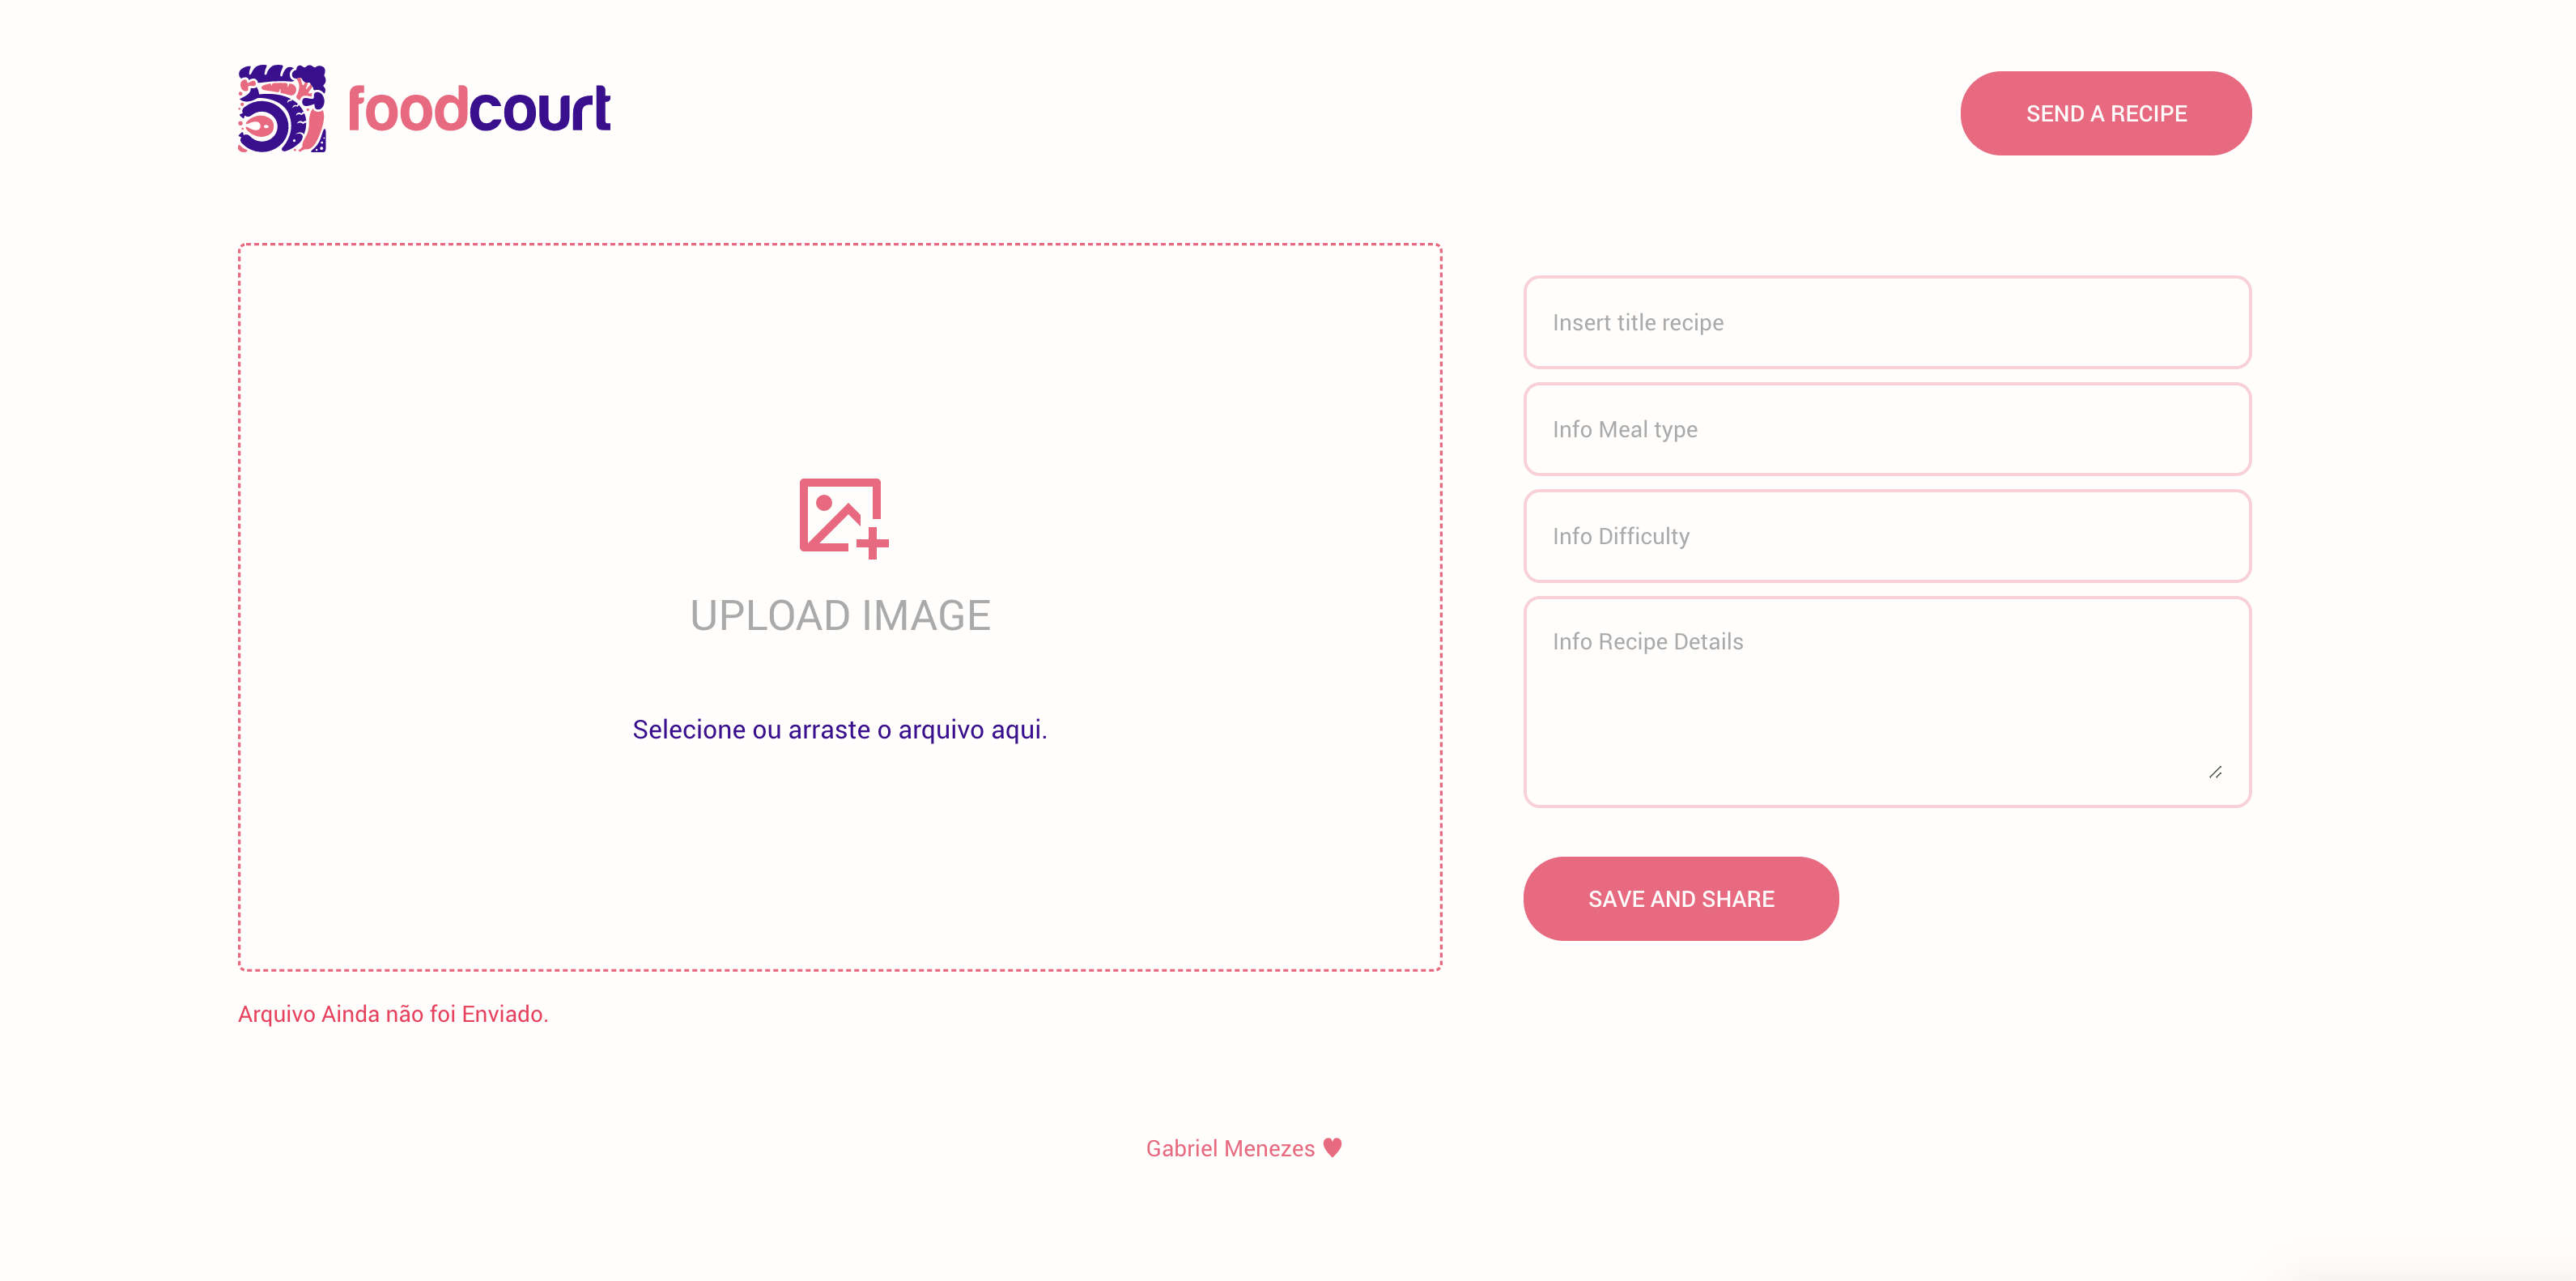 foodcourt
SEND A RECIPE
UPLOAD IMAGE
Selecione ou arraste o arquivo aqui.
Arquivo Ainda não foi Enviado.
Insert title recipe
Info Meal type
Info Difficulty
Info Recipe Details
SAVE AND SHARE
Gabriel Menezes ♥